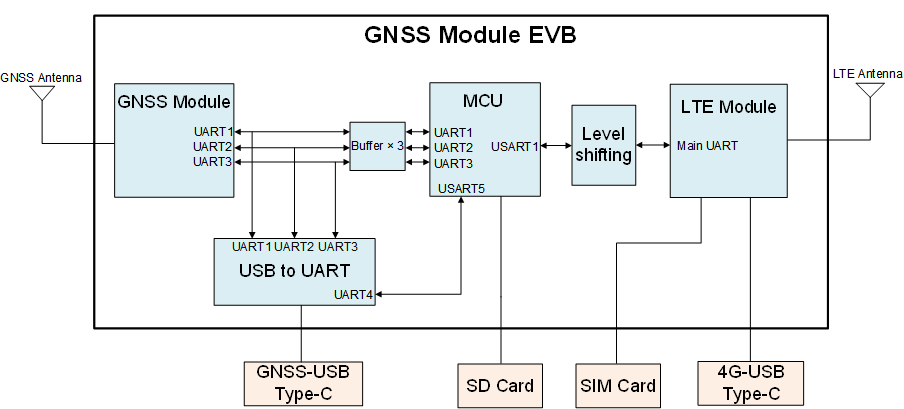 GNSS Module EVB
GNSS Antenna
LTE Antenna
GNSS Module
UART1
UART2
UART3
Buffer × 3
MCU
UART1
UART2
UART3
USART1
USART5
Level
shifting
LTE Module
Main UART
UART1 UART2 UART3
USB to UART
UART4
GNSS-USB
Type-C
SD Card
SIM Card
4G-USB
Type-C